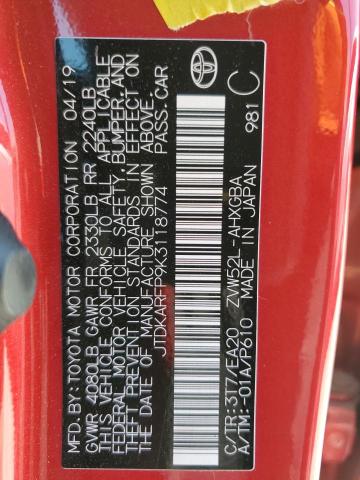 MFD. BY: TOYOTA MOTOR CORPORATION 04/19
GVWR 4080LB GAWR FR 2330LB RR 2240LB
THIS VEHICLE CONFORMS TO ALL APPLICABLE
FEDERAL MOTOR VEHICLE SAFETY, BUMPER, AND
THEFT PREVENTION STANDARDS IN EFFECT ON
THE DATE OF MANUFACTURE SHOWN ABOVE.
JTDKARFP9K3118774 PASS. CAR
TOYOTA
C/TR:3T7/EA20 ZVW52L-AHXGBA
A/TM:-01A/P610 MADE IN JAPAN 981 C